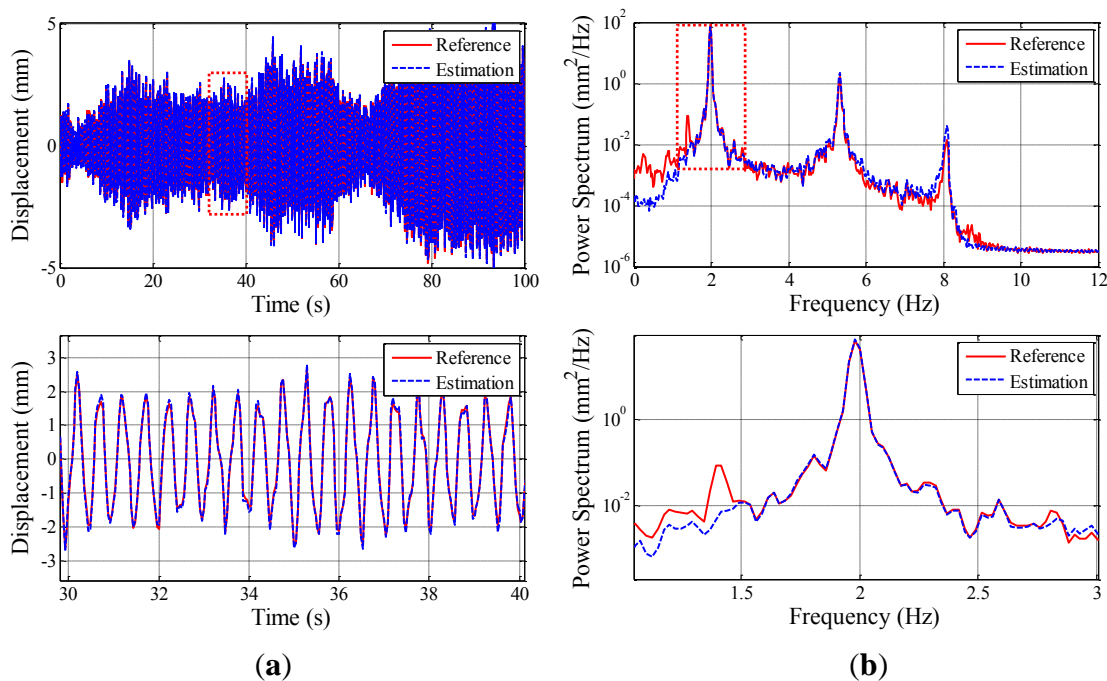 5
0
-5
Displacement (mm)
0 20 40 60 80 100
Time (s)
Reference
Estimation
10^2
10^0
10^-2
10^-4
10^-6
Power Spectrum (mm^2/Hz)
0 2 4 6 8 10 12
Frequency (Hz)
Reference
Estimation
3
2
1
0
-1
-2
-3
Displacement (mm)
30 32 34 36 38 40
Time (s)
Reference
Estimation
10^0
10^-2
Power Spectrum (mm^2/Hz)
1.5 2 2.5 3
Frequency (Hz)
Reference
Estimation
(a)
(b)